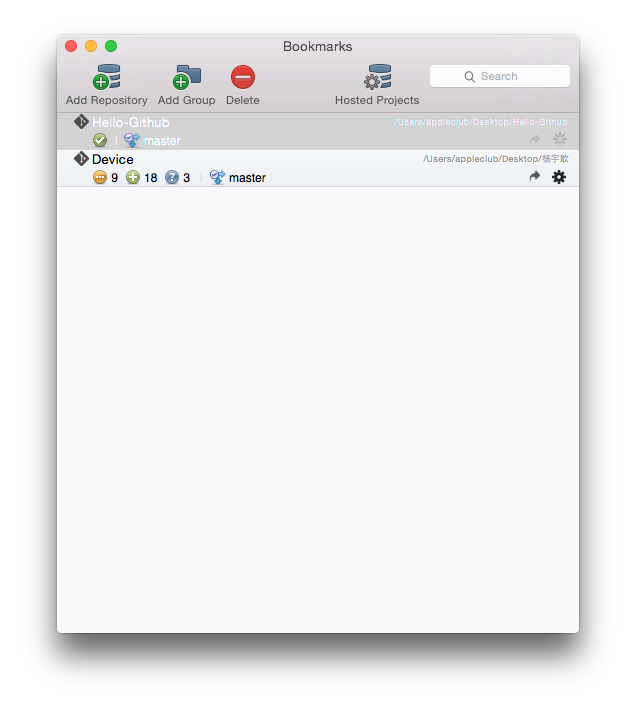 Bookmarks
Add Repository Add Group Delete Hosted Projects Search
Hello-Github /Users/appleclub/Desktop/Hello-Github
master
Device /Users/appleclub/Desktop/杨宇歆
9 18 3 master